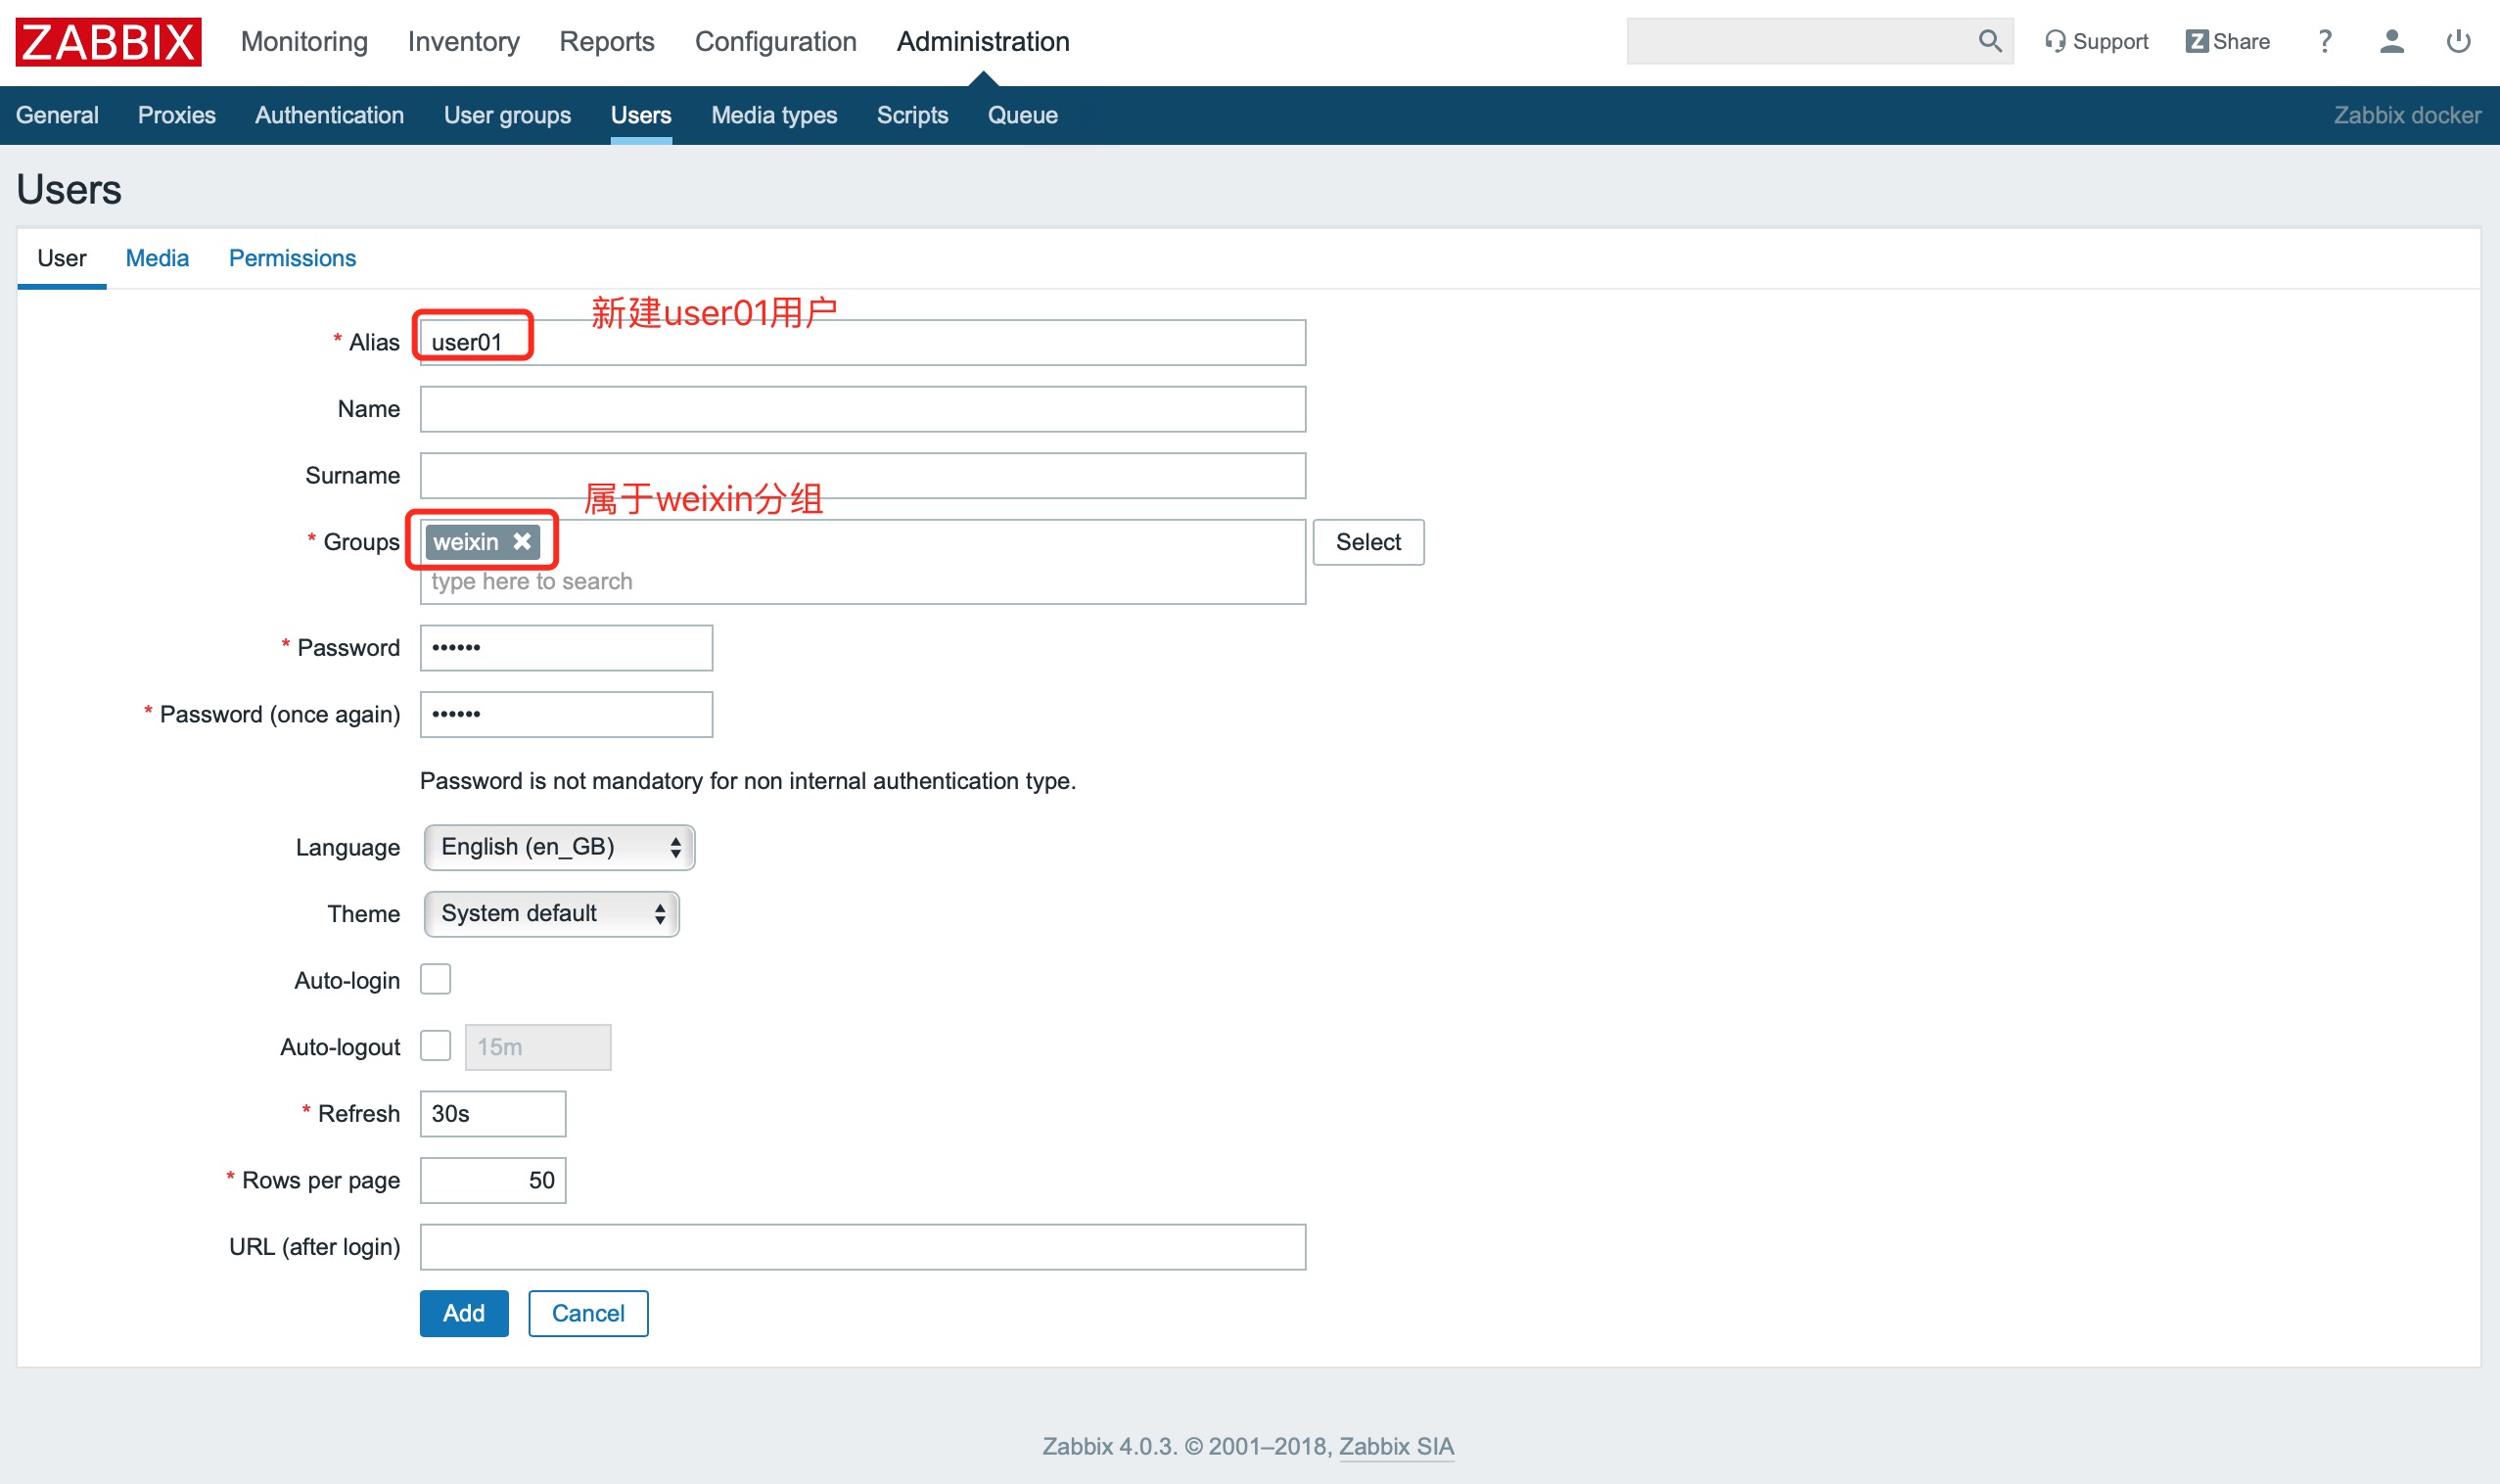 ZABBIX Monitoring Inventory Reports Configuration Administration Support Z Share ?
General Proxies Authentication User groups Users Media types Scripts Queue Zabbix docker
Users
User Media Permissions
新建user01用户
* Alias user01
Name
Surname
属于weixin分组
* Groups weixin Select
type here to search
* Password ••••••
* Password (once again) ••••••
Password is not mandatory for non internal authentication type.
Language English (en_GB)
Theme System default
Auto-login
Auto-logout 15m
* Refresh 30s
* Rows per page 50
URL (after login)
Add Cancel
Zabbix 4.0.3. © 2001–2018, Zabbix SIA